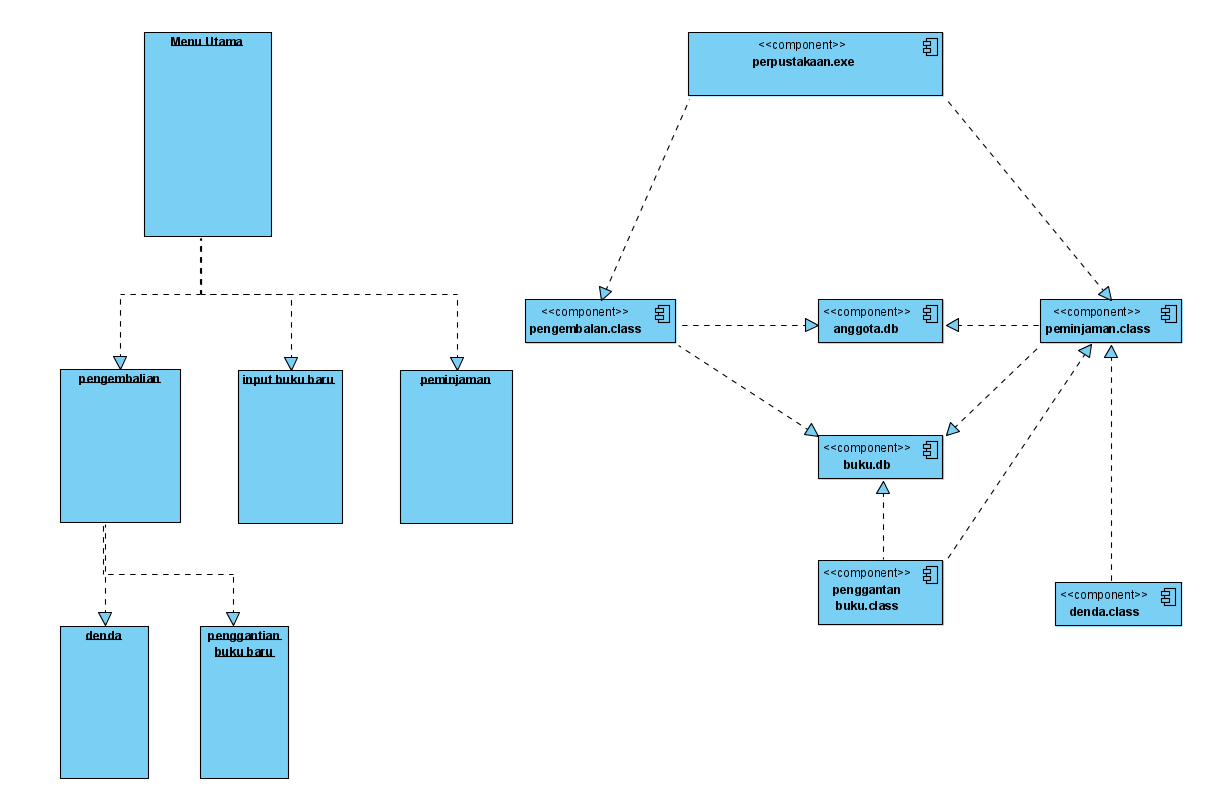 Menu Utama
pengembalian
input buku baru
peminjaman
denda
penggantian
buku baru
<<component>>
perpustakaan.exe
<<component>>
pengembalan.class
<<component>>
anggota.db
<<component>>
peminjaman.class
<<component>>
buku.db
<<component>>
penggantan
buku.class
<<component>>
denda.class